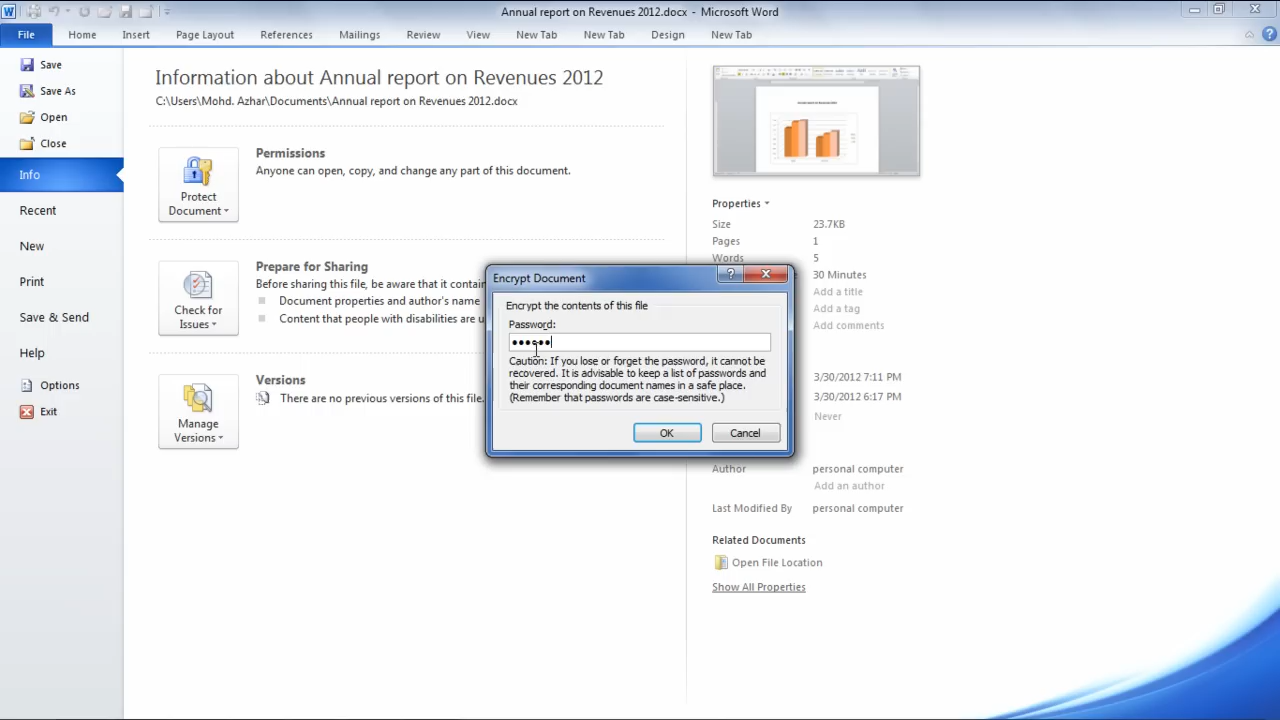 Annual report on Revenues 2012.docx - Microsoft Word
File Home Insert Page Layout References Mailings Review View New Tab New Tab Design New Tab
Save
Save As
Open
Close
Info
Recent
New
Print
Save & Send
Help
Options
Exit
Information about Annual report on Revenues 2012
C:\Users\Mohd. Azhar\Documents\Annual report on Revenues 2012.docx
Protect
Document
Permissions
Anyone can open, copy, and change any part of this document.
Check for
Issues
Prepare for Sharing
Before sharing this file, be aware that it contain
Document properties and author's name
Content that people with disabilities are u
Manage
Versions
Versions
There are no previous versions of this file.
Encrypt Document
Encrypt the contents of this file
Password:
••••••
Caution: If you lose or forget the password, it cannot be
recovered. It is advisable to keep a list of passwords and
their corresponding document names in a safe place.
(Remember that passwords are case-sensitive.)
OK Cancel
Properties
Size 23.7KB
Pages 1
Words 5
30 Minutes
Add a title
Add a tag
Add comments
3/30/2012 7:11 PM
3/30/2012 6:17 PM
Never
Author personal computer
Add an author
Last Modified By personal computer
Related Documents
Open File Location
Show All Properties